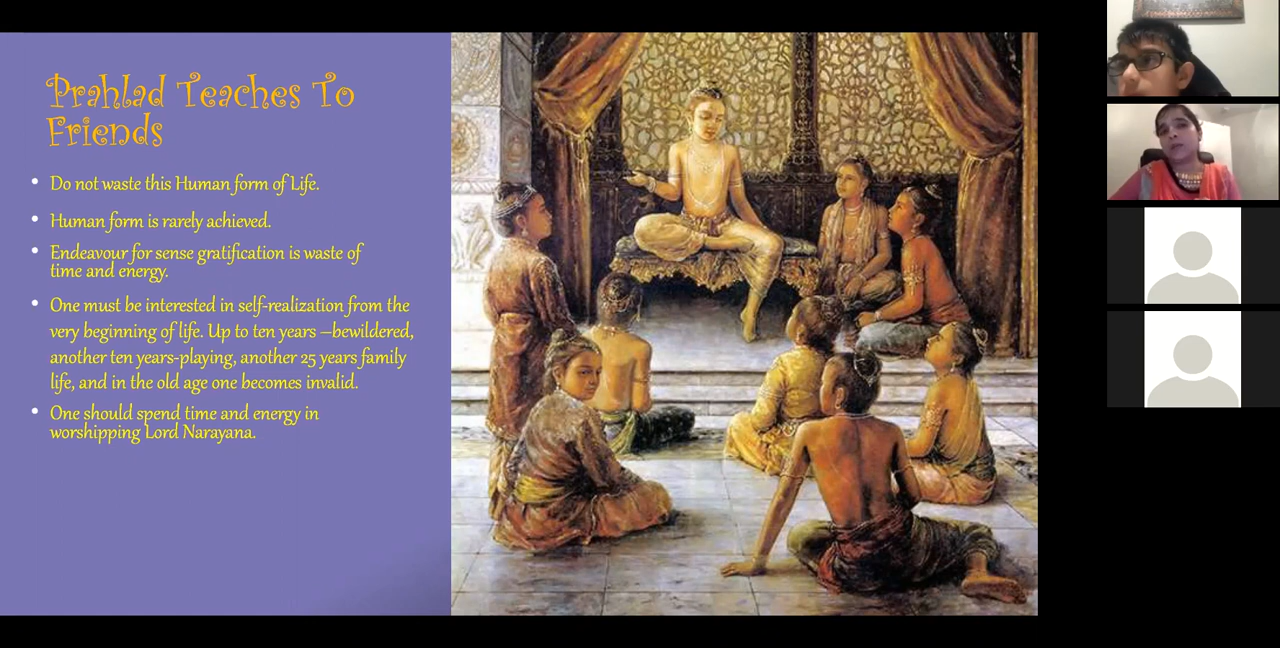 Prahlad Teaches To
Friends
• Do not waste this Human form of Life.
• Human form is rarely achieved.
• Endeavour for sense gratification is waste of
time and energy.
• One must be interested in self-realization from the
very beginning of life. Up to ten years –bewildered,
another ten years-playing, another 25 years family
life, and in the old age one becomes invalid.
• One should spend time and energy in
worshipping Lord Narayana.